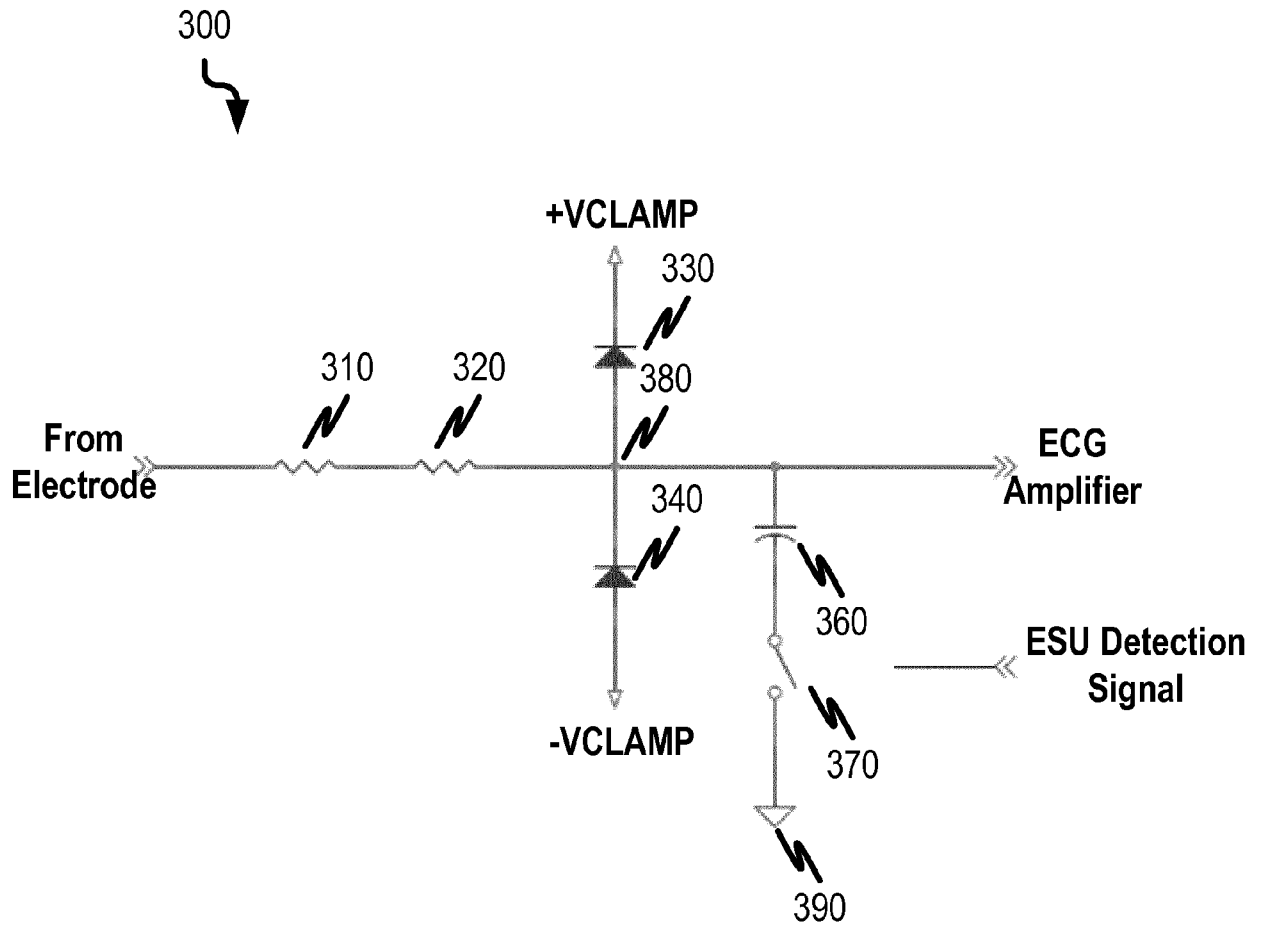 300
+VCLAMP
330
310
320
380
From
Electrode
ECG
Amplifier
340
360
ESU Detection
Signal
-VCLAMP
370
390